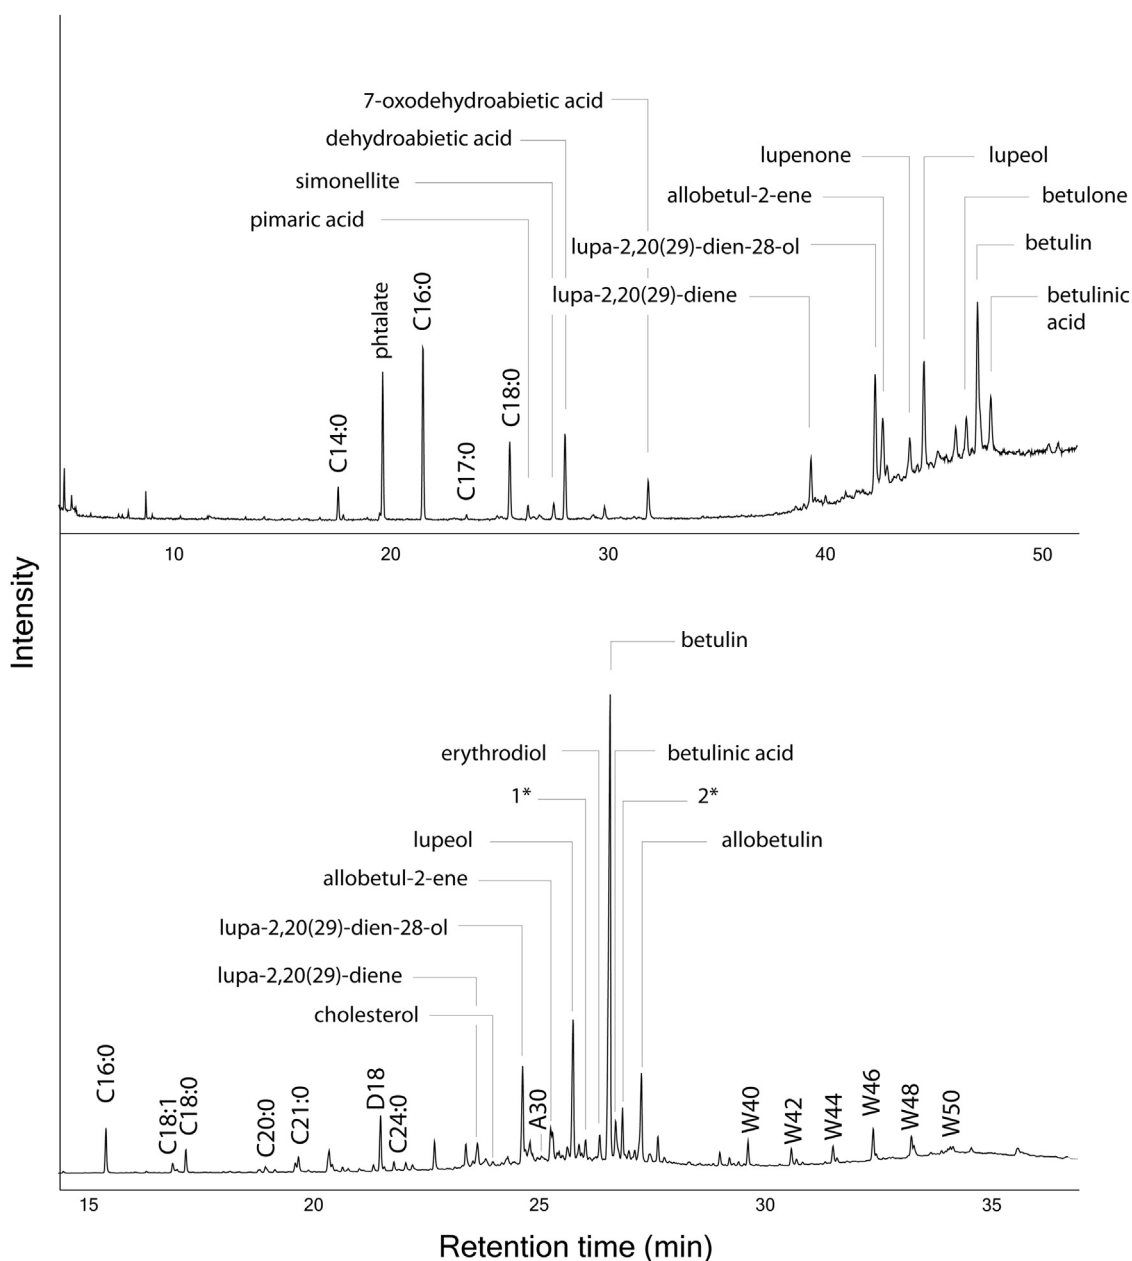 7-oxodehydroabietic acid
dehydroabietic acid
lupenone
lupeol
simonellite
allobetul-2-ene
betulone
pimaric acid
lupa-2,20(29)-dien-28-ol
betulin
lupa-2,20(29)-diene
betulinic
acid
C14:0
phtalate
C16:0
C17:0
C18:0
10
20
30
40
50
Intensity
betulin
erythrodiol
betulinic acid
1*
2*
lupeol
allobetulin
allobetul-2-ene
lupa-2,20(29)-dien-28-ol
lupa-2,20(29)-diene
cholesterol
C16:0
C18:1
C18:0
C20:0
C21:0
D18
C24:0
A30
W40
W42
W44
W46
W48
W50
15
20
25
30
35
Retention time (min)